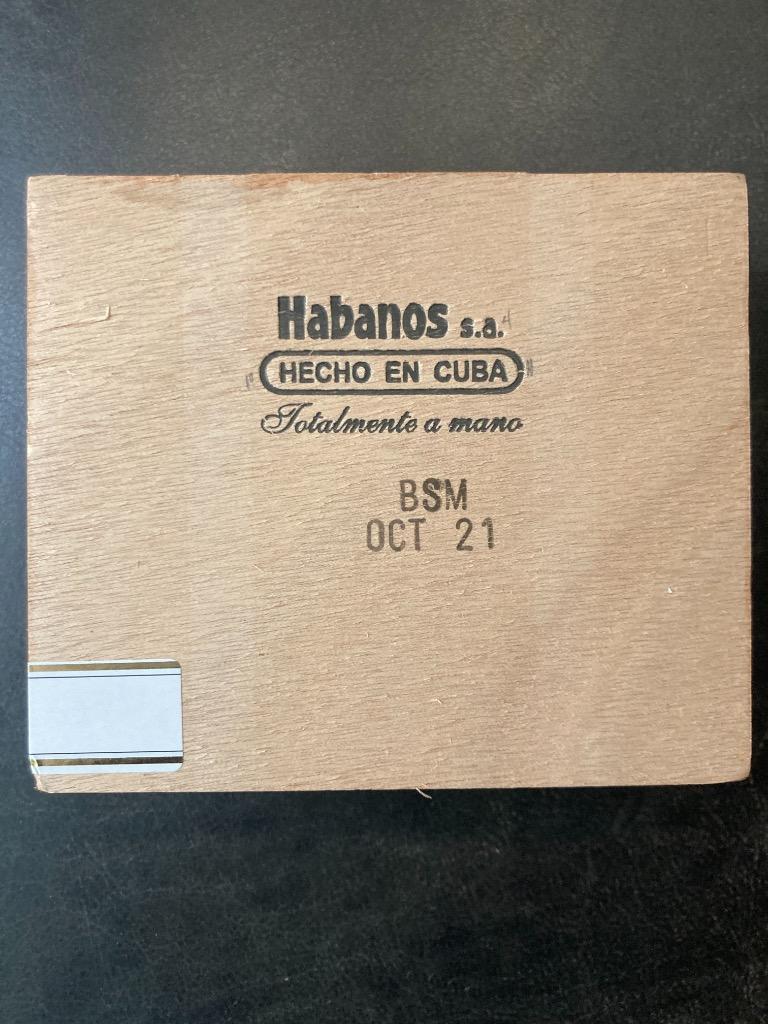 Habanos s.a.
HECHO EN CUBA
Totalmente a mano
BSM
OCT 21